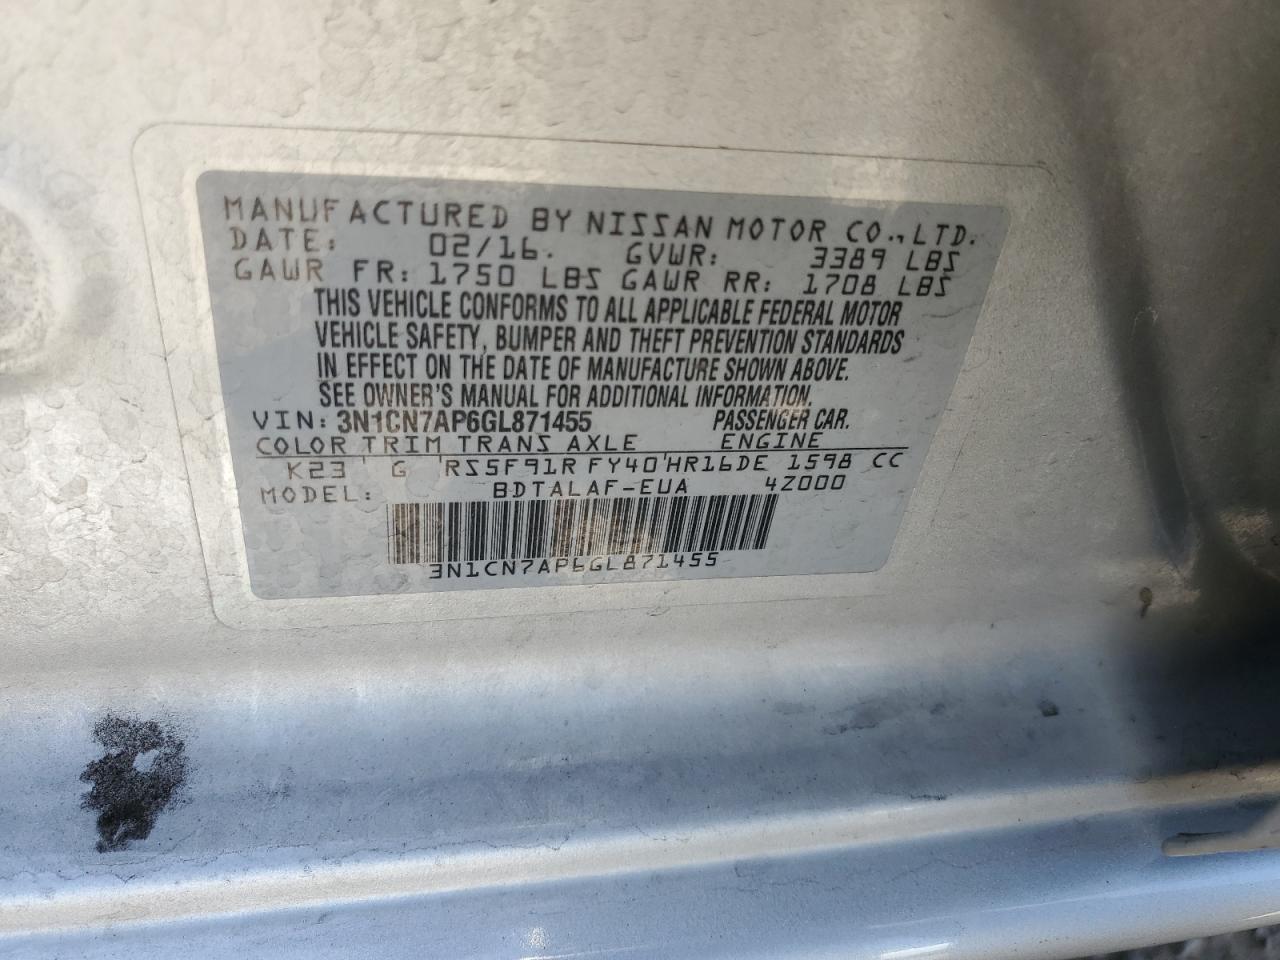 MANUFACTURED BY NISSAN MOTOR CO.,LTD.
DATE: 02/16. GVWR: 3389 LBS
GAWR FR: 1750 LBS GAWR RR: 1708 LBS
THIS VEHICLE CONFORMS TO ALL APPLICABLE FEDERAL MOTOR
VEHICLE SAFETY, BUMPER AND THEFT PREVENTION STANDARDS
IN EFFECT ON THE DATE OF MANUFACTURE SHOWN ABOVE.
SEE OWNER'S MANUAL FOR ADDITIONAL INFORMATION.
VIN: 3N1CN7AP6GL871455 PASSENGER CAR.
COLOR TRIM TRANS AXLE ENGINE
K23 G RS5F91R FY40 HR16DE 1598 CC
MODEL: BDTALAF-EUA 4Z000
3N1CN7AP6GL871455